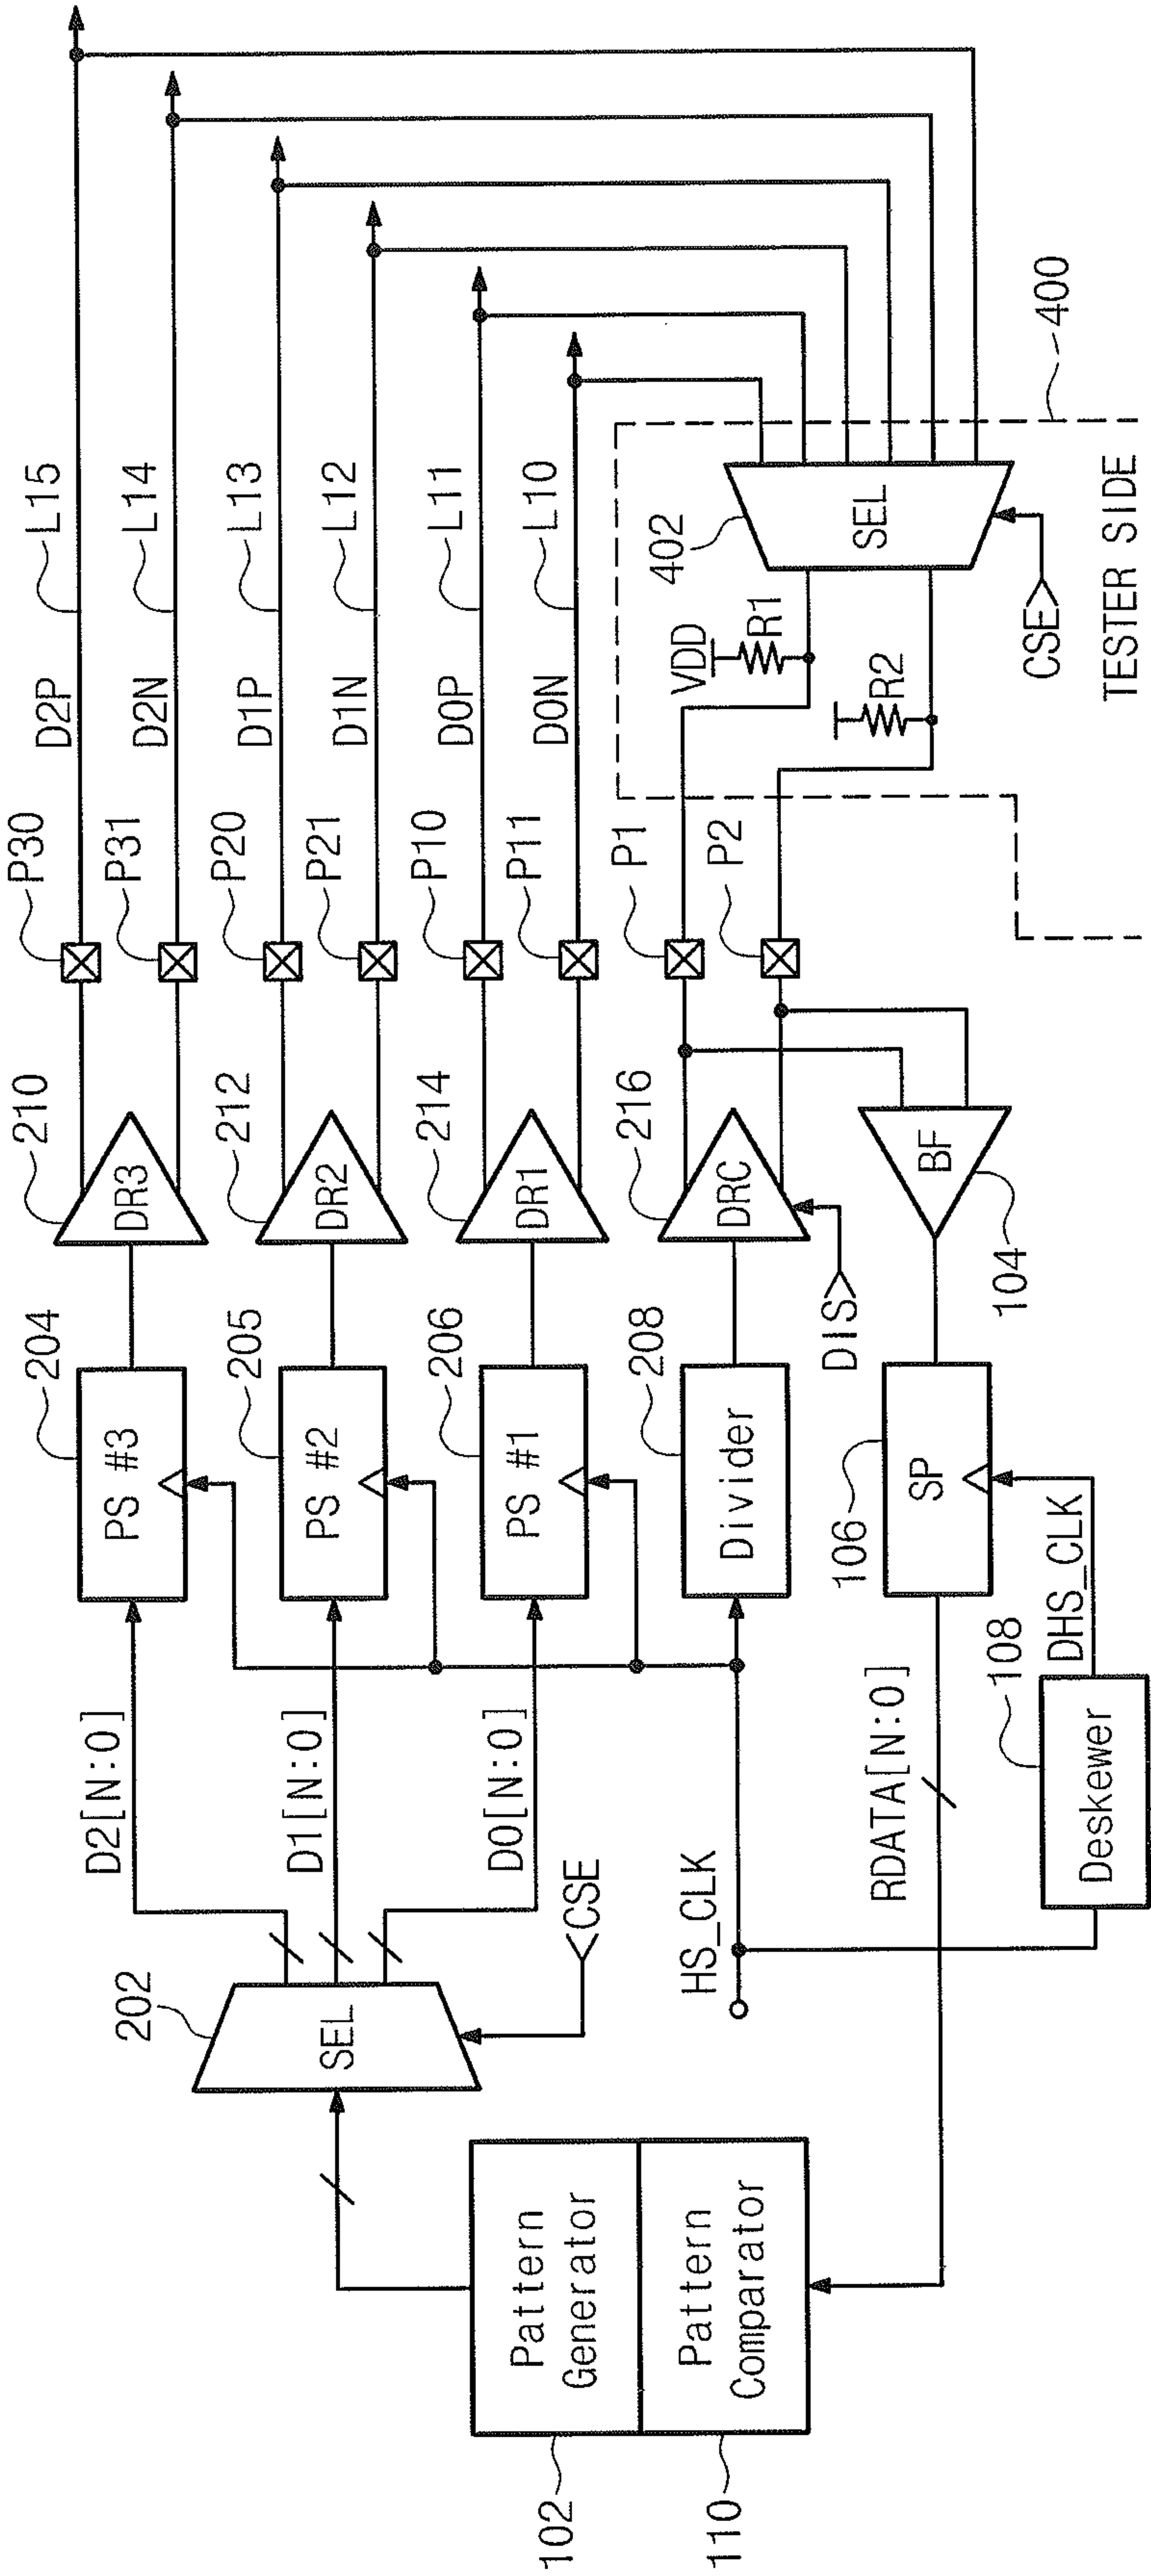 202
SEL
D2[N:0]
D1[N:0]
D0[N:0]
<CSE
204
PS #3
205
PS #2
206
PS #1
208
Divider
210
DR3
212
DR2
214
DR1
216
DRC
DIS>
P30
P31
P20
P21
P10
P11
P1
P2
D2P
D2N
D1P
D1N
D0P
D0N
L15
L14
L13
L12
L11
L10
HS_CLK
102
Pattern
Generator
110
Pattern
Comparator
RDATA[N:0]
108
Deskewer
DHS_CLK
106
SP
104
BF
VDD
R1
R2
402
SEL
CSE>
400
TESTER SIDE